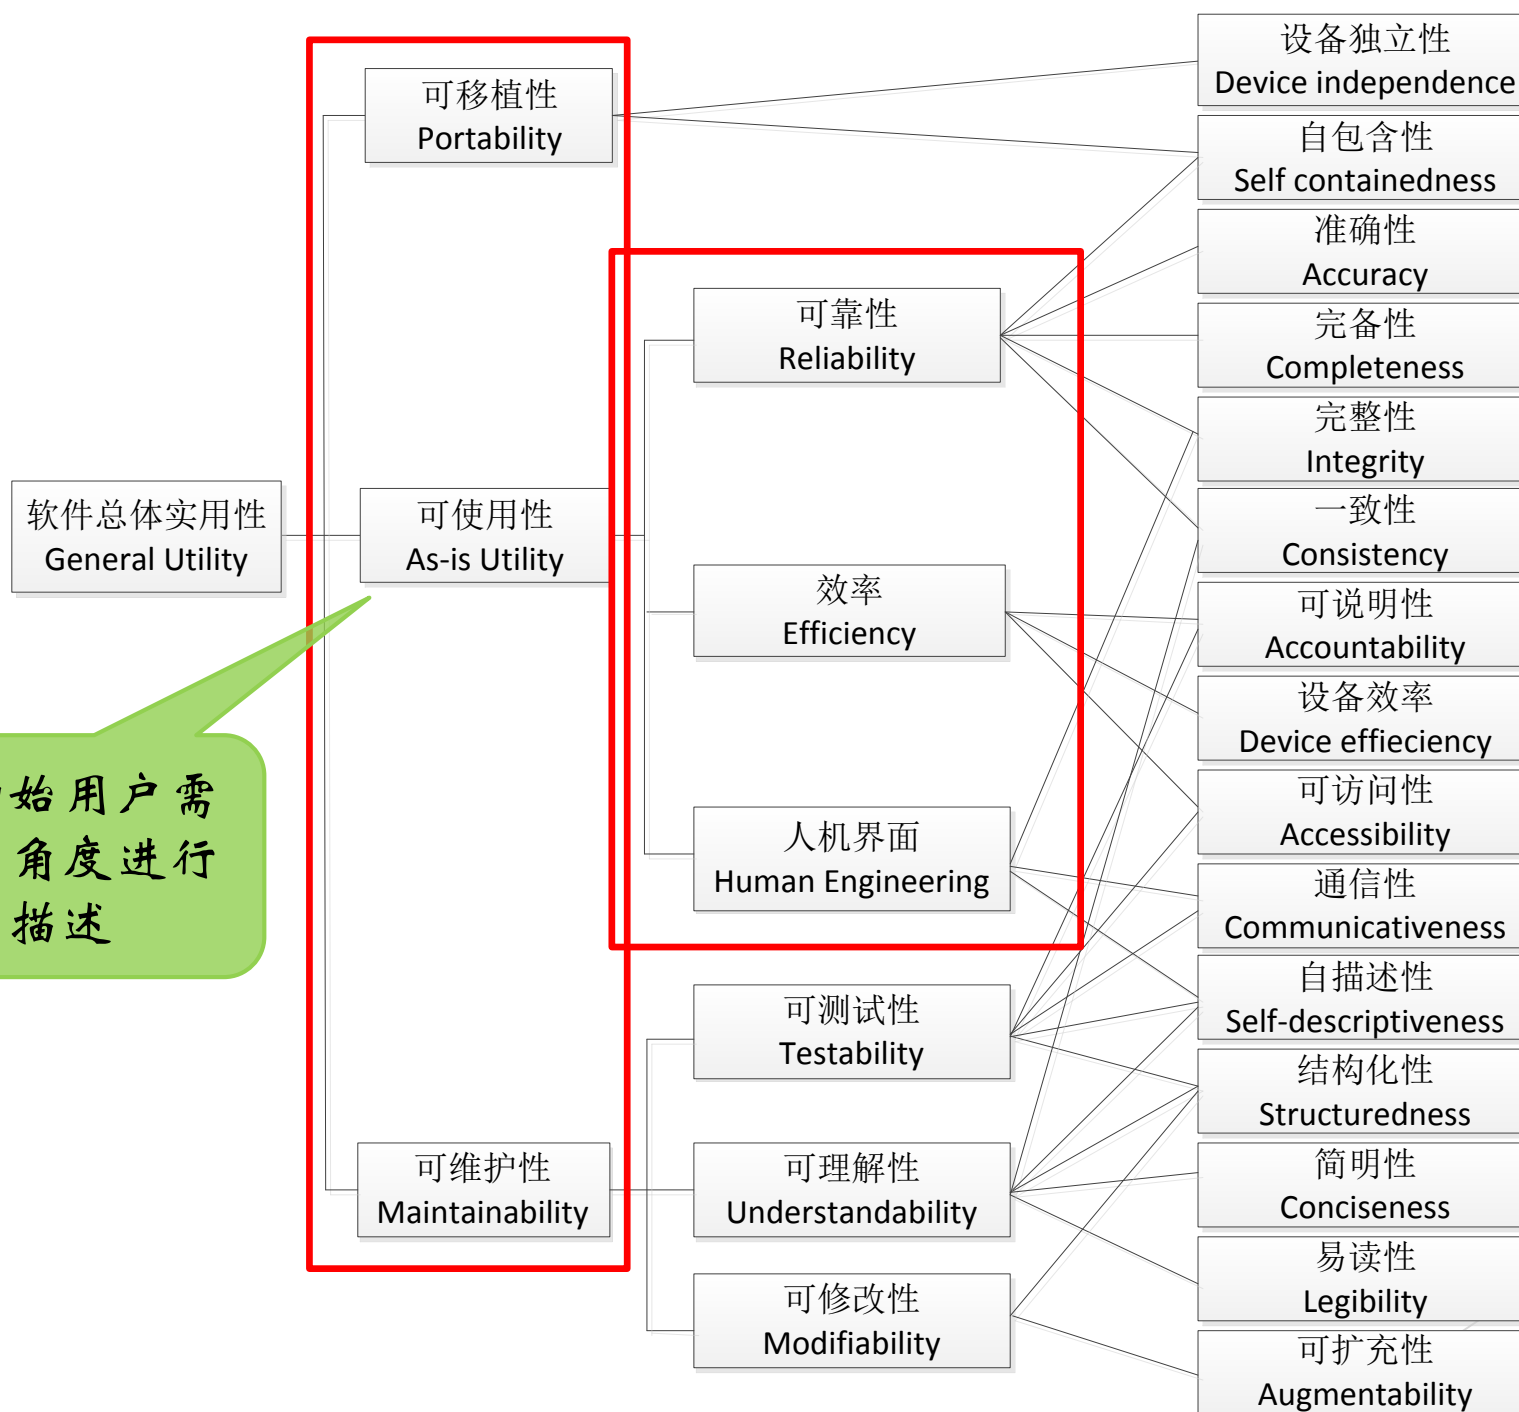 设备独立性
Device independence
可移植性
Portability
自包含性
Self containedness
准确性
Accuracy
可靠性
Reliability
完备性
Completeness
完整性
Integrity
软件总体实用性
General Utility
可使用性
As-is Utility
一致性
Consistency
效率
Efficiency
可说明性
Accountability
设备效率
Device effieciency
始用户需
角度进行
描述
人机界面
Human Engineering
可访问性
Accessibility
通信性
Communicativeness
自描述性
Self-descriptiveness
可测试性
Testability
结构化性
Structuredness
可维护性
Maintainability
可理解性
Understandability
简明性
Conciseness
易读性
Legibility
可修改性
Modifiability
可扩充性
Augmentability